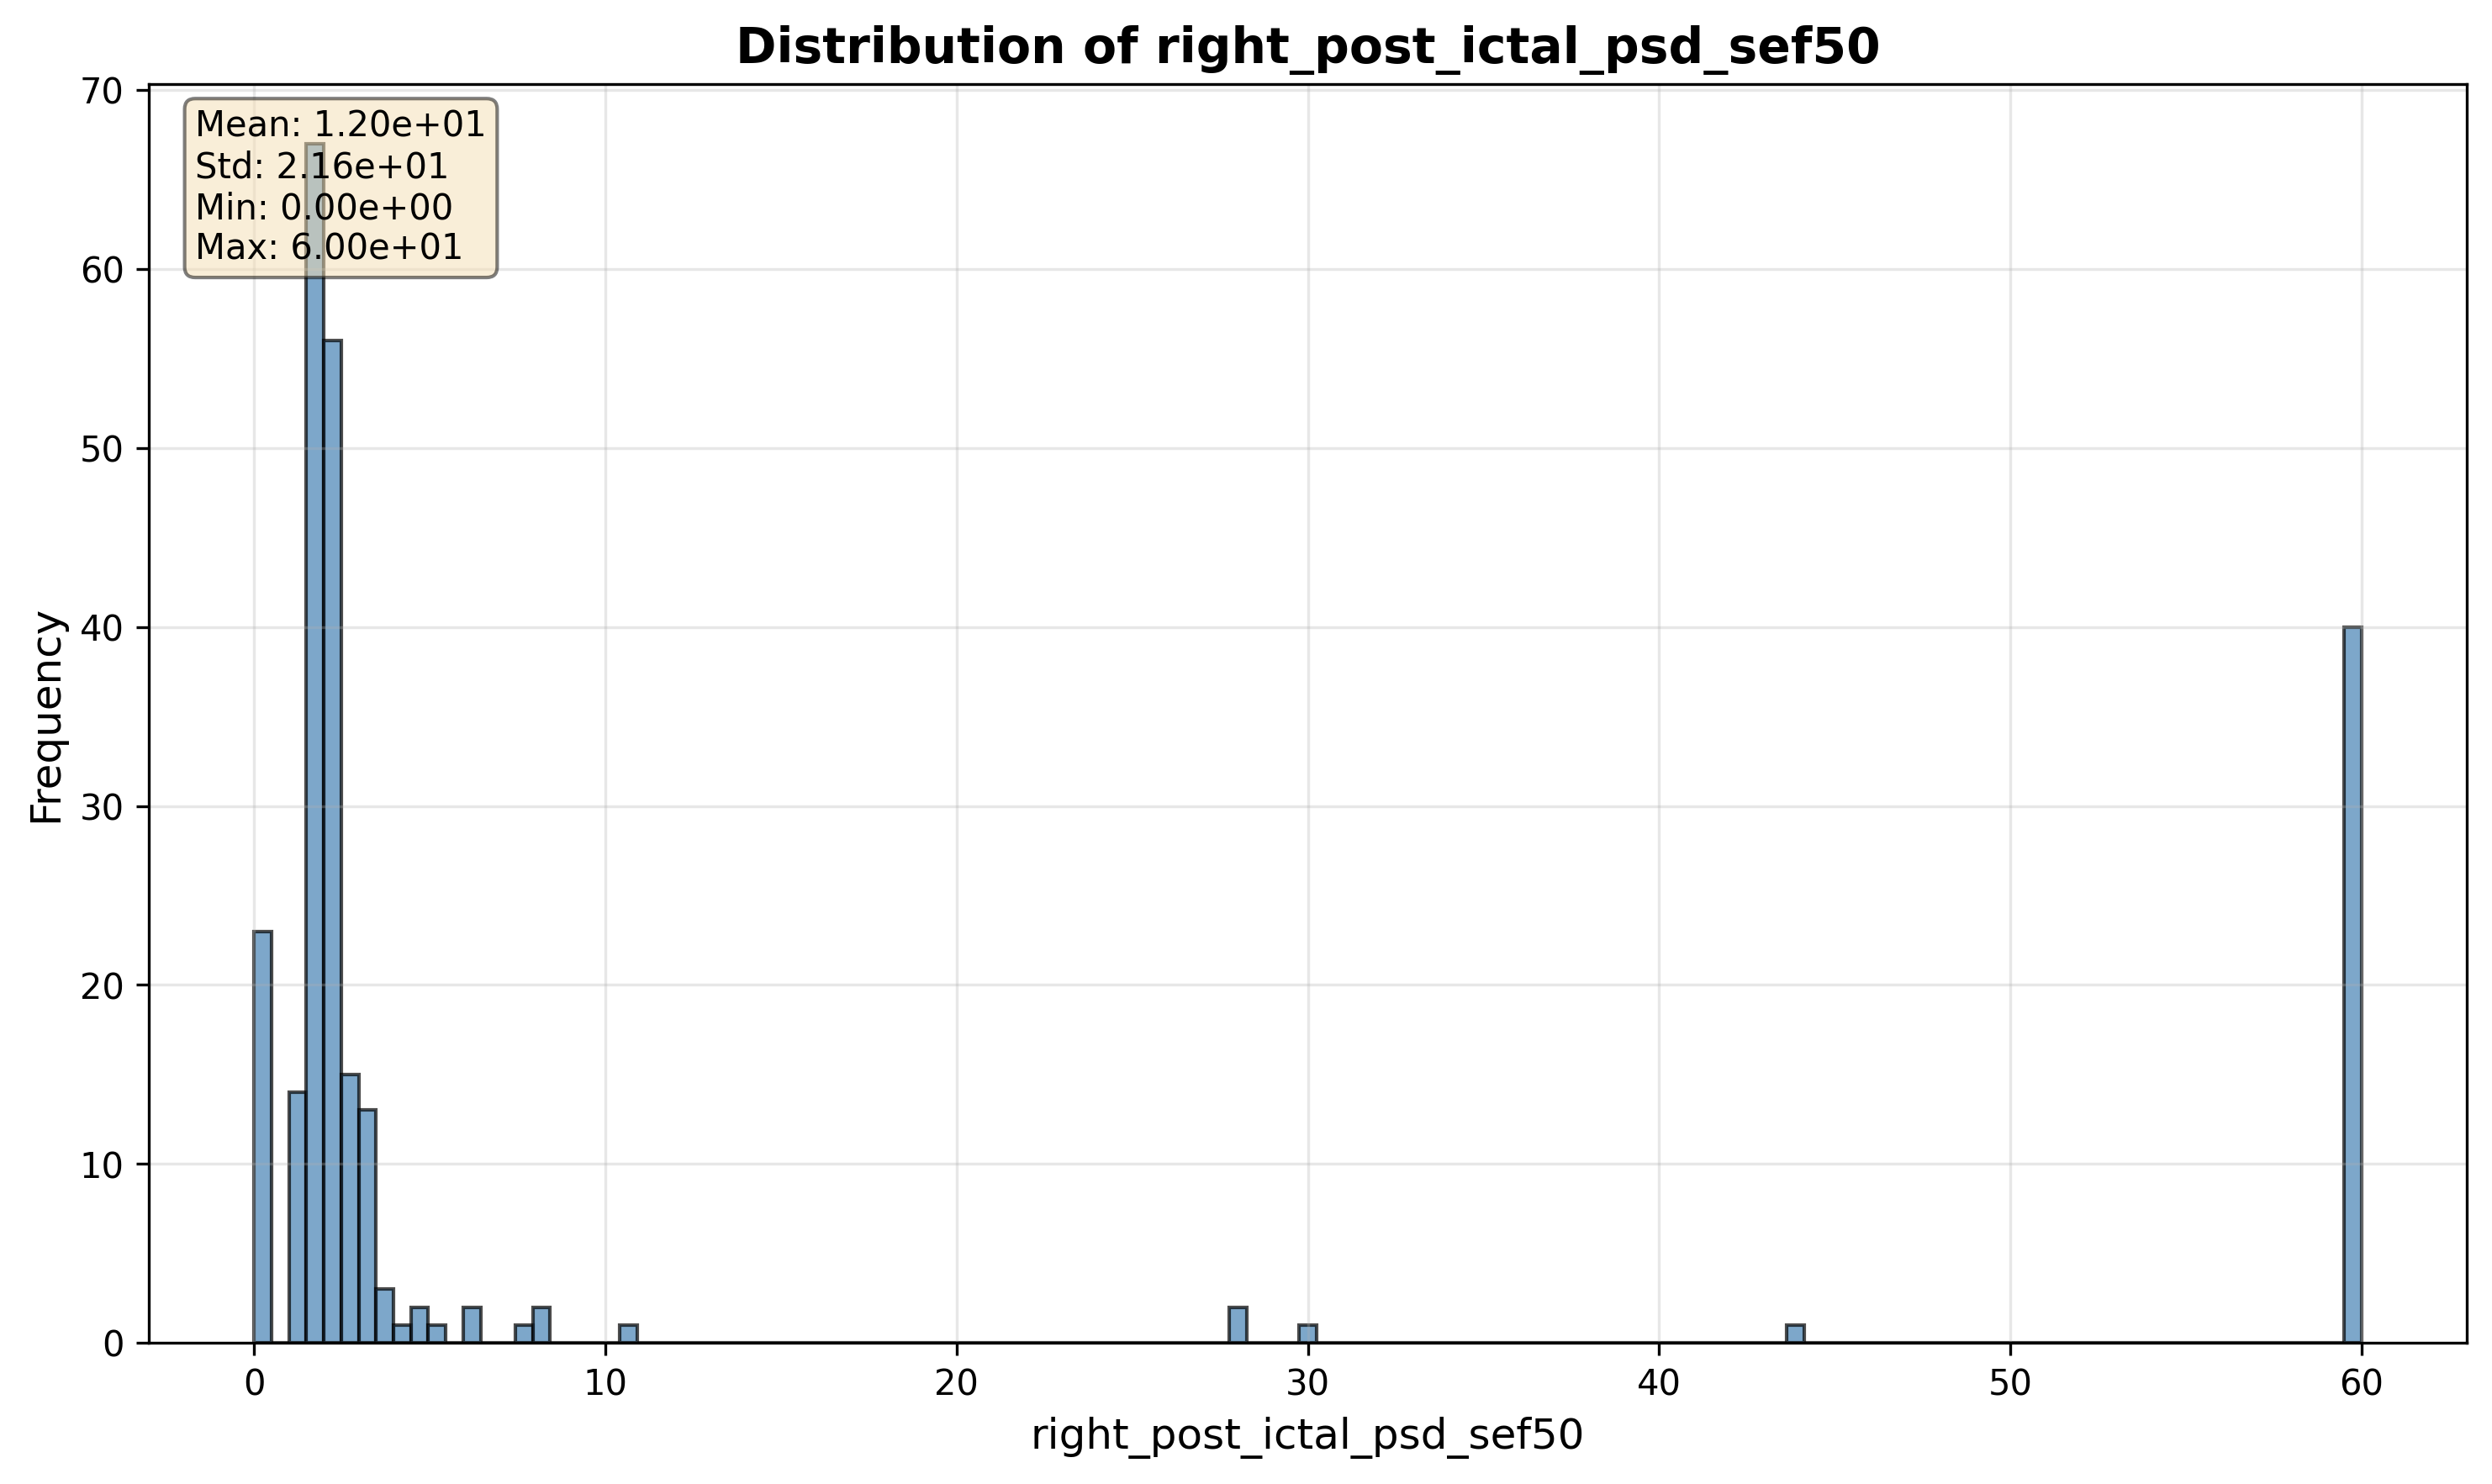 Distribution of right_post_ictal_psd_sef50
Mean: 1.20e+01
Std: 2.16e+01
Min: 0.00e+00
Max: 6.00e+01
70
60
50
40
30
20
10
0
Frequency
0 10 20 30 40 50 60
right_post_ictal_psd_sef50